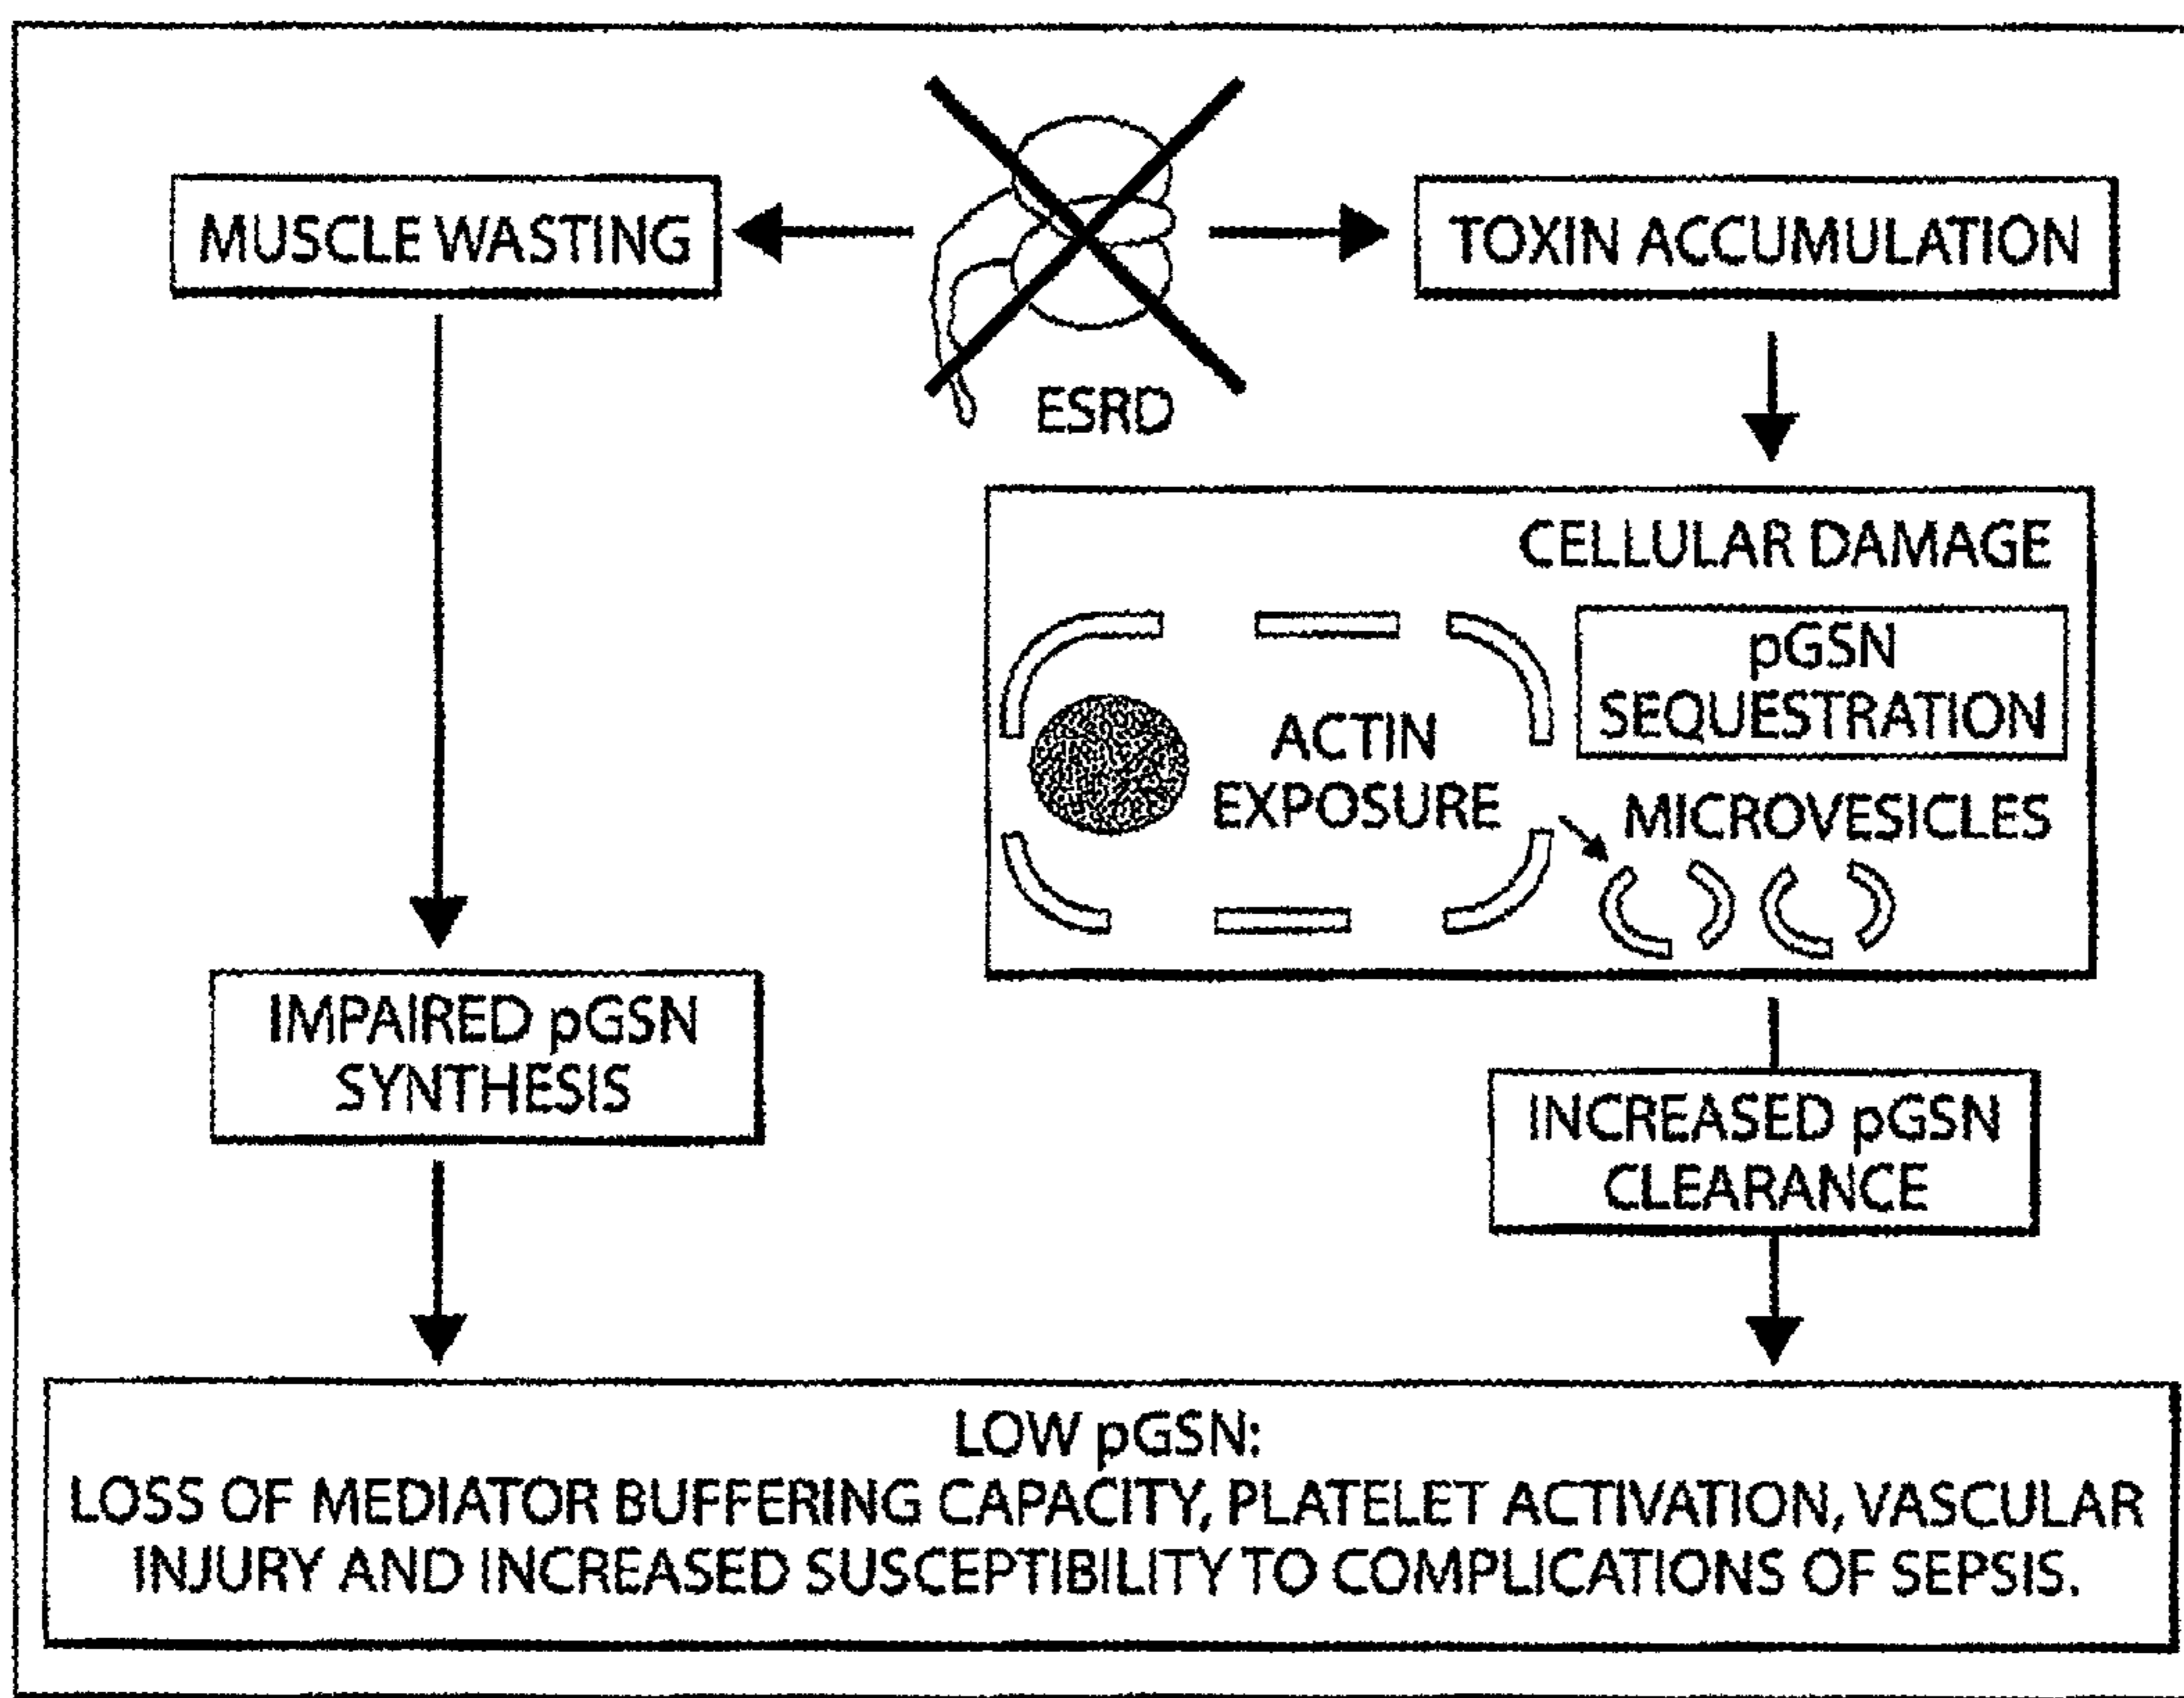 MUSCLE WASTING
ESRD
TOXIN ACCUMULATION
CELLULAR DAMAGE
pGSN
SEQUESTRATION
ACTIN
EXPOSURE
MICROVESICLES
IMPAIRED pGSN
SYNTHESIS
INCREASED pGSN
CLEARANCE
LOW pGSN:
LOSS OF MEDIATOR BUFFERING CAPACITY, PLATELET ACTIVATION, VASCULAR
INJURY AND INCREASED SUSCEPTIBILITY TO COMPLICATIONS OF SEPSIS.